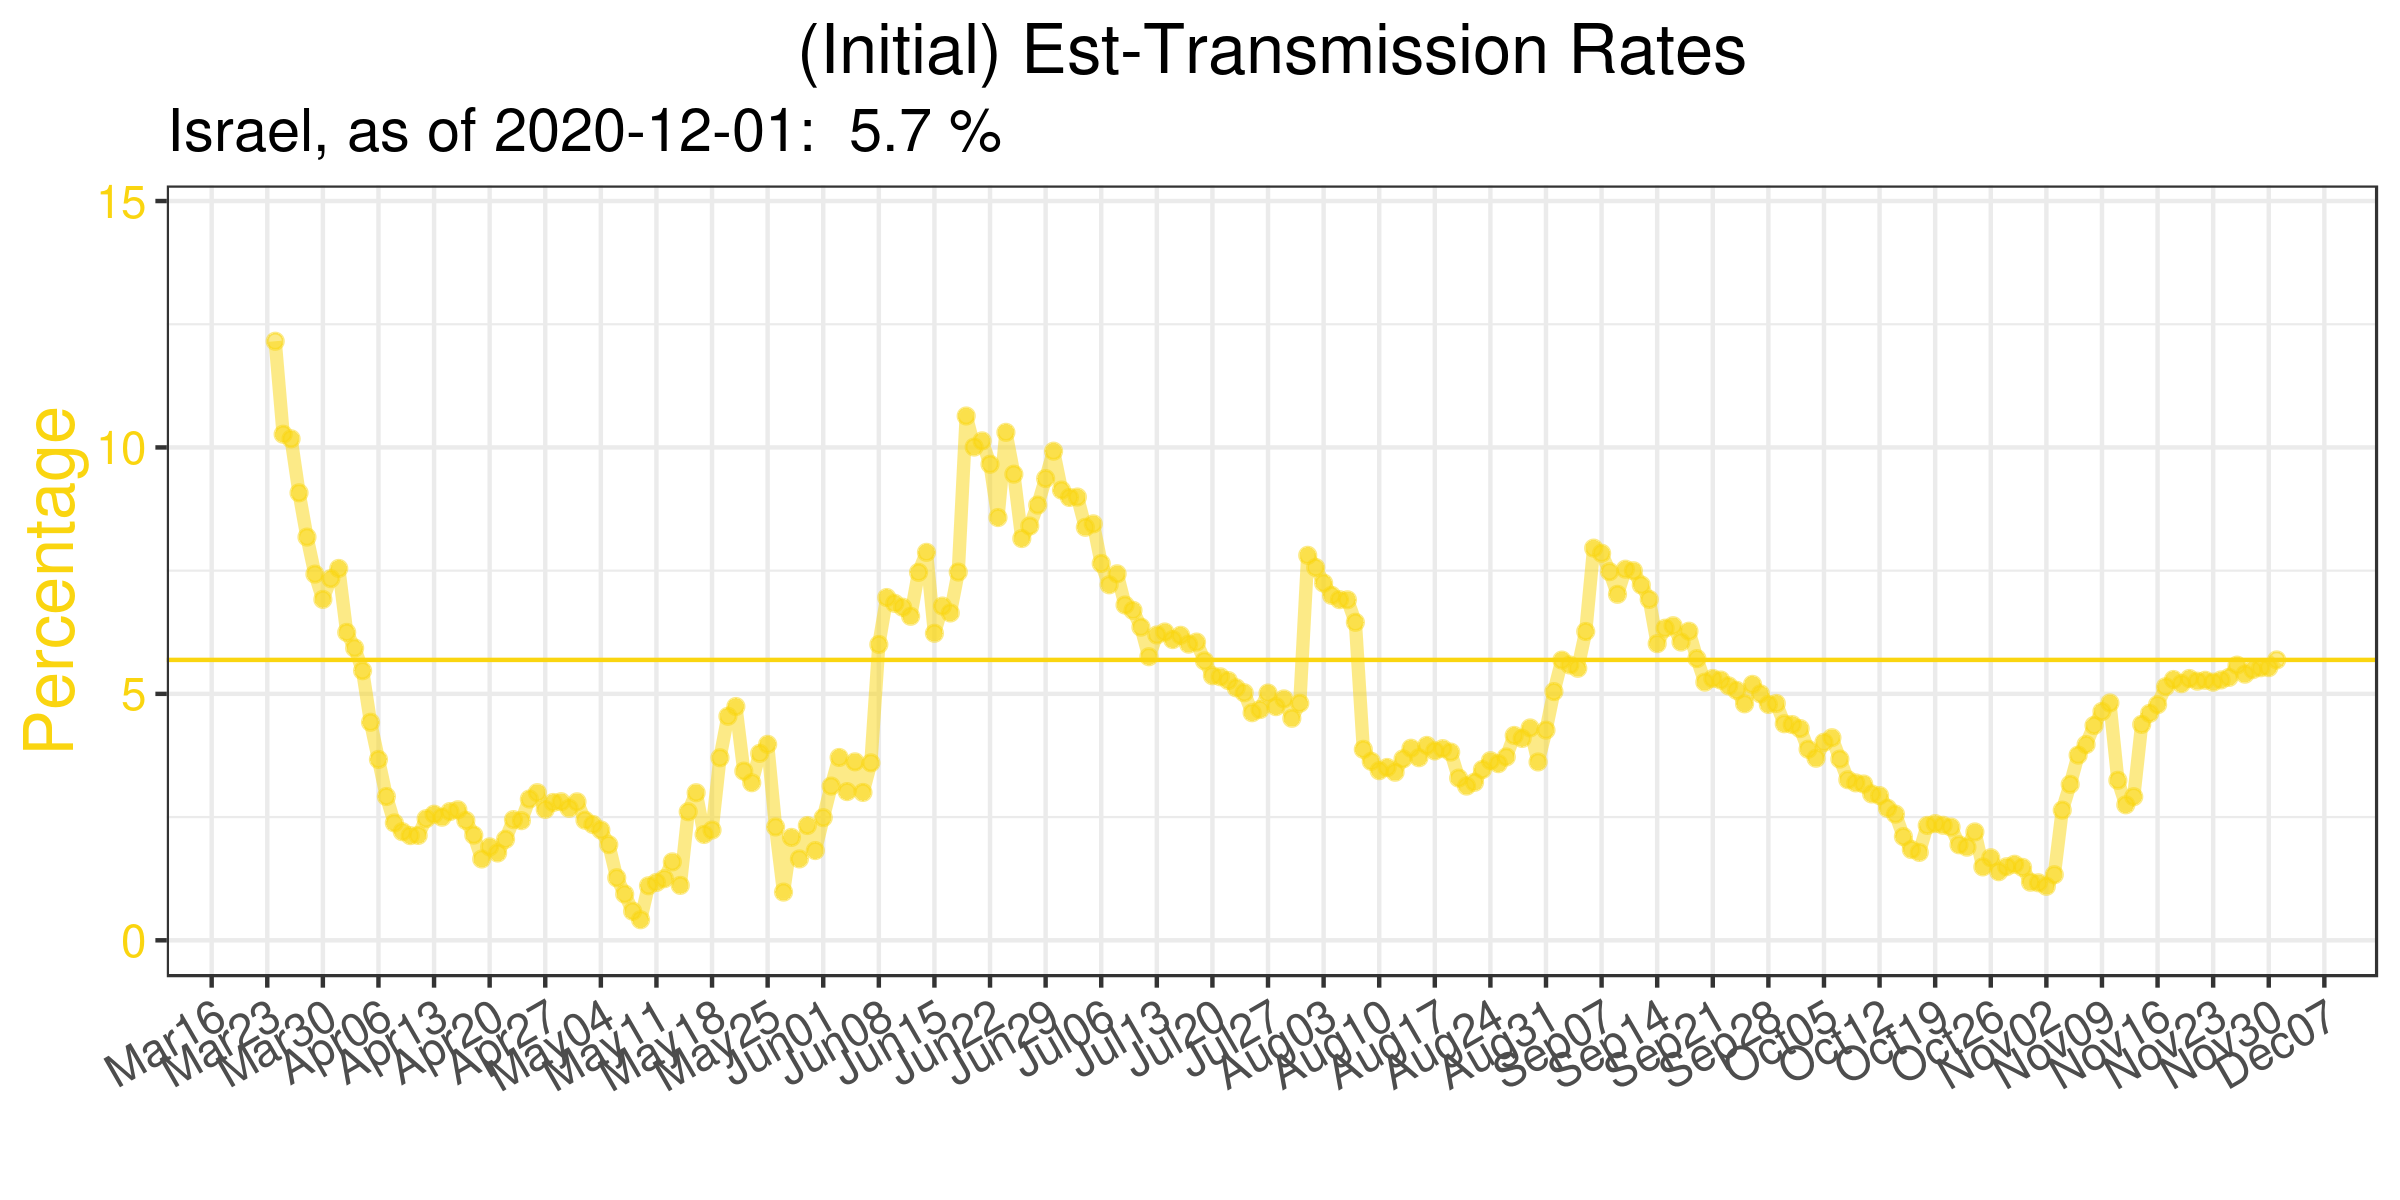 (Initial) Est-Transmission Rates
Israel, as of 2020-12-01:  5.7 %
Percentage
15
10
5
0
Mar16 Mar23 Mar30 Apr06 Apr13 Apr20 Apr27 May04 May11 May18 May25 Jun01 Jun08 Jun15 Jun22 Jun29 Jul06 Jul13 Jul20 Jul27 Aug03 Aug10 Aug17 Aug24 Aug31 Sep07 Sep14 Sep21 Sep28 Oct05 Oct12 Oct19 Oct26 Nov02 Nov09 Nov16 Nov23 Nov30 Dec07